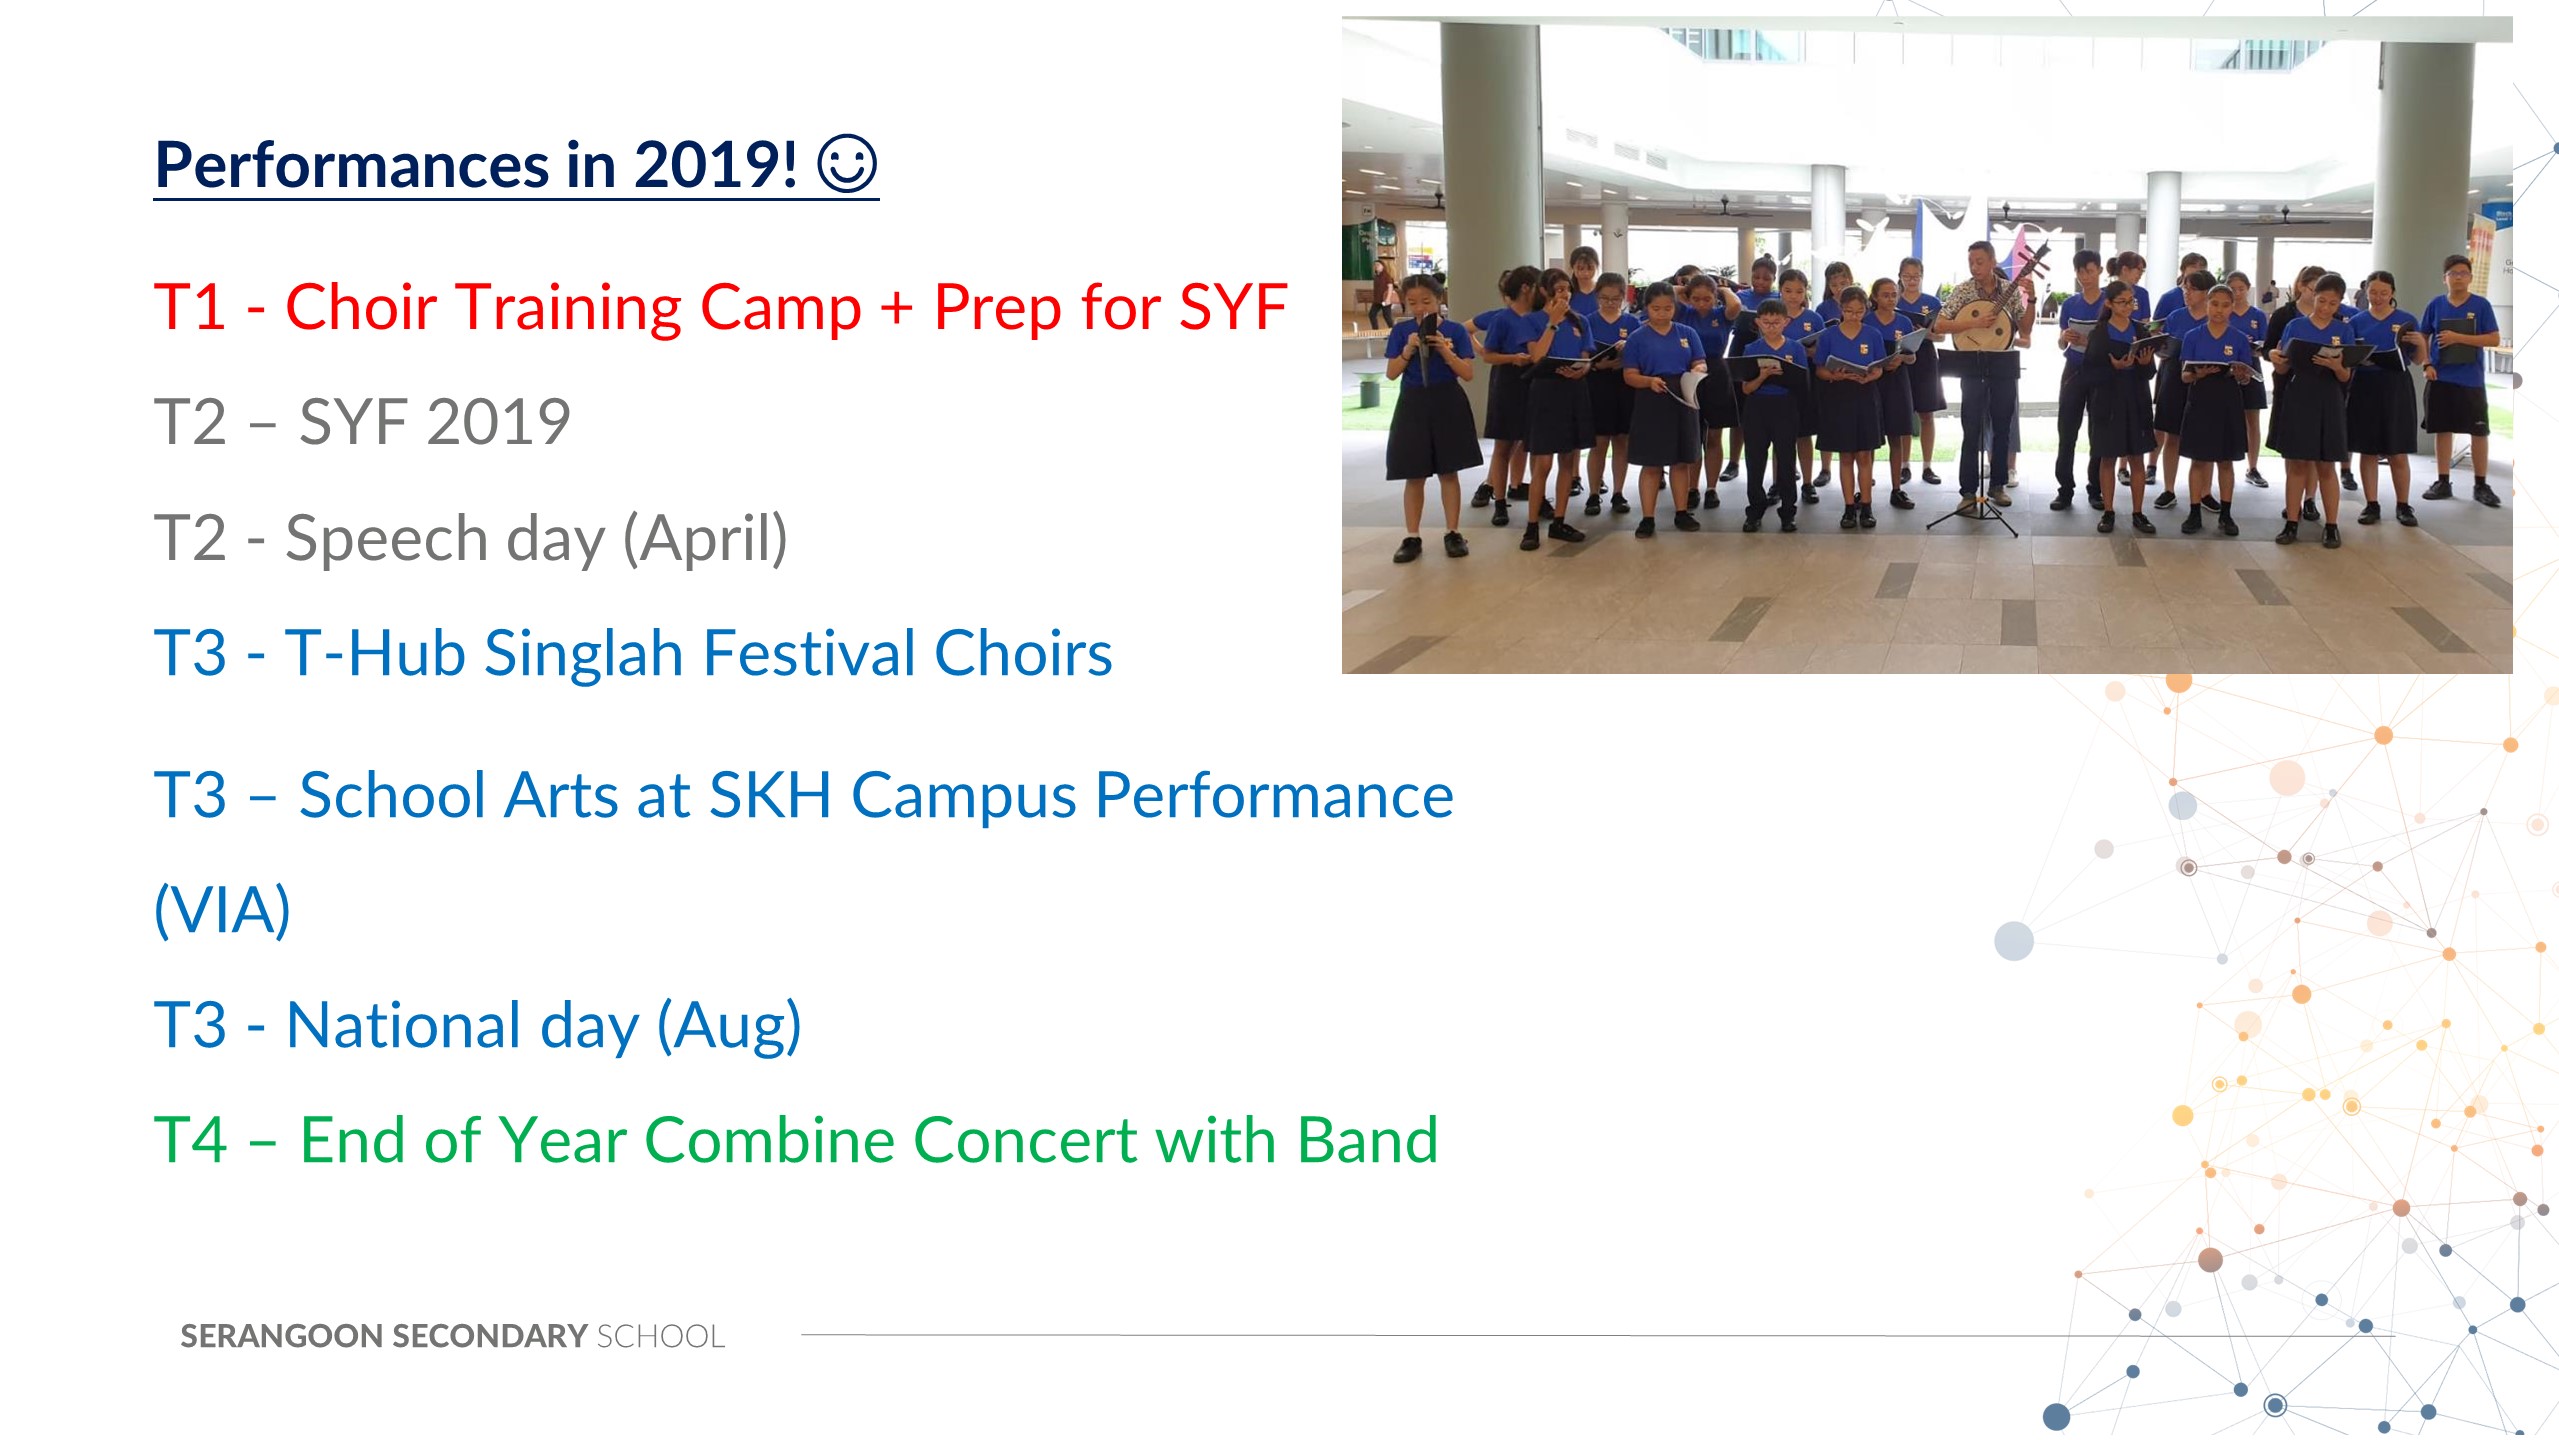 Performances in 2019! ☺
T1 - Choir Training Camp + Prep for SYF
T2 – SYF 2019
T2 - Speech day (April)
T3 - T-Hub Singlah Festival Choirs
T3 – School Arts at SKH Campus Performance
(VIA)
T3 - National day (Aug)
T4 – End of Year Combine Concert with Band
SERANGOON SECONDARY SCHOOL